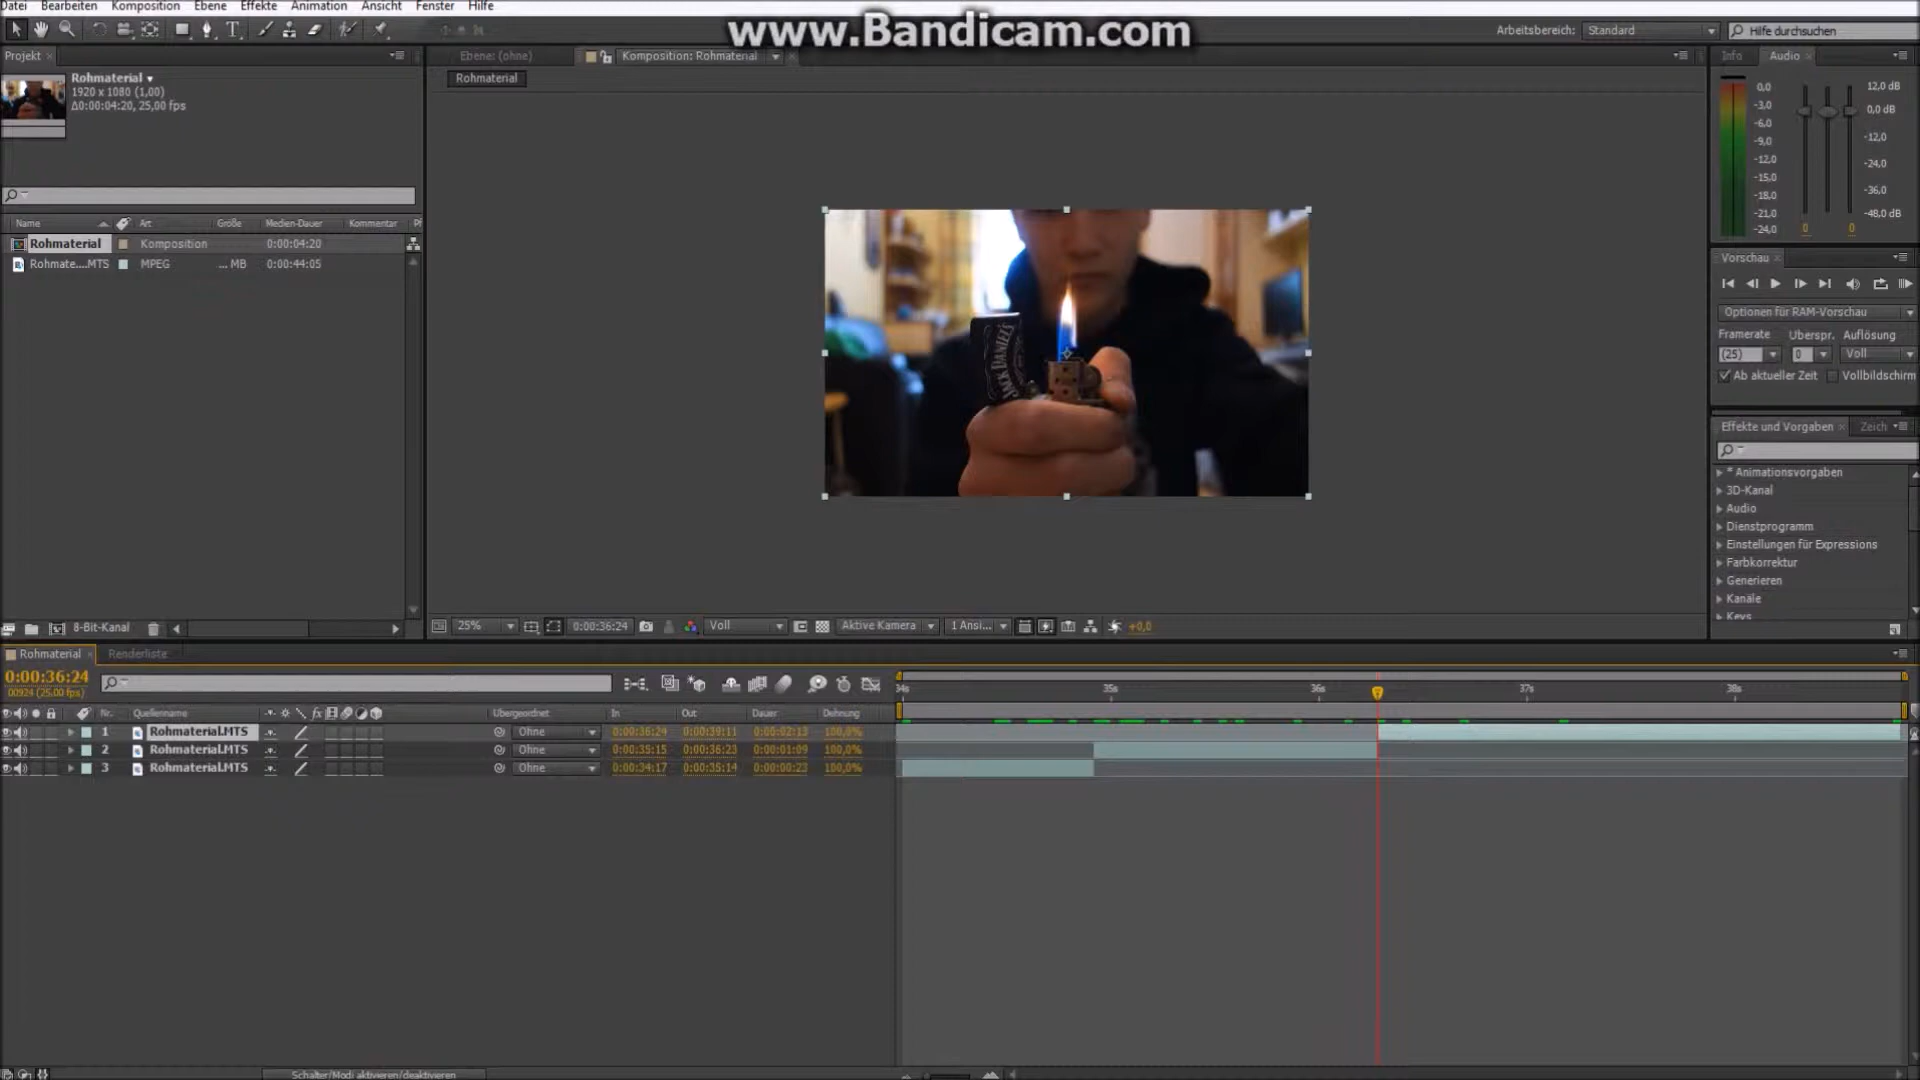 Datei Bearbeiten Komposition Ebene Effekte Animation Ansicht Fenster Hilfe
www.Bandicam.com
Arbeitsbereich: Standard
Hilfe durchsuchen
Projekt
Rohmaterial
1920 x 1080 (1,00)
Δ0:00:04:20, 25,00 fps
Name Art Größe Medien-Dauer Kommentar
Rohmaterial Komposition 0:00:04:20
Rohmate....MTS MPEG ... MB 0:00:44:05
8-Bit-Kanal
Ebene: (ohne)
Komposition: Rohmaterial
Rohmaterial
JACK DANIEL'S
25% 0:00:36:24 Voll Aktive Kamera 1 Ansi... +0,0
Info Audio
0,0 12,0 dB
-3,0 0,0 dB
-6,0
-9,0 -12,0
-12,0 -24,0
-15,0
-18,0 -36,0
-21,0 -48,0 dB
-24,0 0 0
Vorschau
Optionen für RAM-Vorschau
Framerate Überspr. Auflösung
(25) 0 Voll
Ab aktueller Zeit Vollbildschirm
Effekte und Vorgaben Zeich
* Animationsvorgaben
3D-Kanal
Audio
Dienstprogramm
Einstellungen für Expressions
Farbkorrektur
Generieren
Kanäle
Keys
Rohmaterial Renderliste
0:00:36:24
00924 (25.00 fps)
34s 35s 36s 37s 38s
Nr. Quellenname fx Übergeordnet In Out Dauer Dehnung
1 Rohmaterial.MTS Ohne 0:00:36:24 0:00:39:11 0:00:02:13 100,0%
2 Rohmaterial.MTS Ohne 0:00:35:15 0:00:36:23 0:00:01:09 100,0%
3 Rohmaterial.MTS Ohne 0:00:34:17 0:00:35:14 0:00:00:23 100,0%
Schalter/Modi aktivieren/deaktivieren